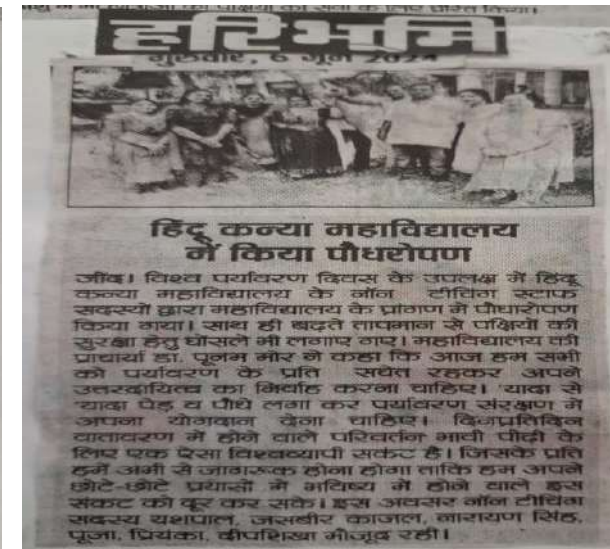 हरिभूमि
गुरुवार, 6 जून 2024
हिंदू कन्या महाविद्यालय
में किया पौधरोपण
जींद। विश्व पर्यावरण दिवस के उपलक्ष में हिंदू
कन्या महाविद्यालय के नॉन टीचिंग स्टाफ
सदस्यों द्वारा महाविद्यालय के प्रांगण में पौधारोपण
किया गया। साथ ही बढ़ते तापमान से पक्षियों की
सुरक्षा हेतु घोंसले भी लगाए गए। महाविद्यालय की
प्राचार्या डा. पूनम मोर ने कहा कि आज हम सभी
को पर्यावरण के प्रति सचेत रहकर अपने
उत्तरदायित्व का निर्वाह करना चाहिए। 'यादा से
'यादा पेड़ व पौधे लगा कर पर्यावरण संरक्षण में
अपना योगदान देना चाहिए। दिनप्रतिदिन
वातावरण में होने वाले परिवर्तन भावी पीढ़ी के
लिए एक ऐसा विश्वव्यापी संकट है। जिसके प्रति
हमें अभी से जागरूक होना होगा ताकि हम अपने
छोटे-छोटे प्रयासों में भविष्य में होने वाले इस
संकट को दूर कर सके। इस अवसर नॉन टीचिंग
सदस्य यशपाल, जसबीर काजल, नारायण सिंह,
पूजा, प्रियंका, दीपशिखा मौजूद रही।